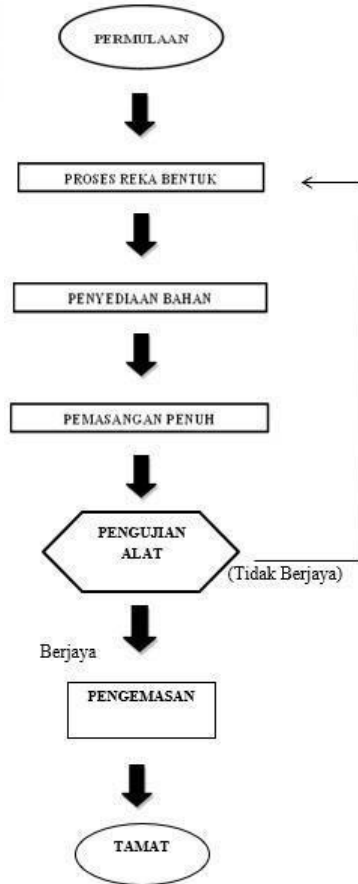 PERMULAAN
PROSES REKA BENTUK
PENYEDIAAN BAHAN
PEMASANGAN PENUH
PENGUJIAN
ALAT
(Tidak Berjaya)
Berjaya
PENGEMASAN
TAMAT